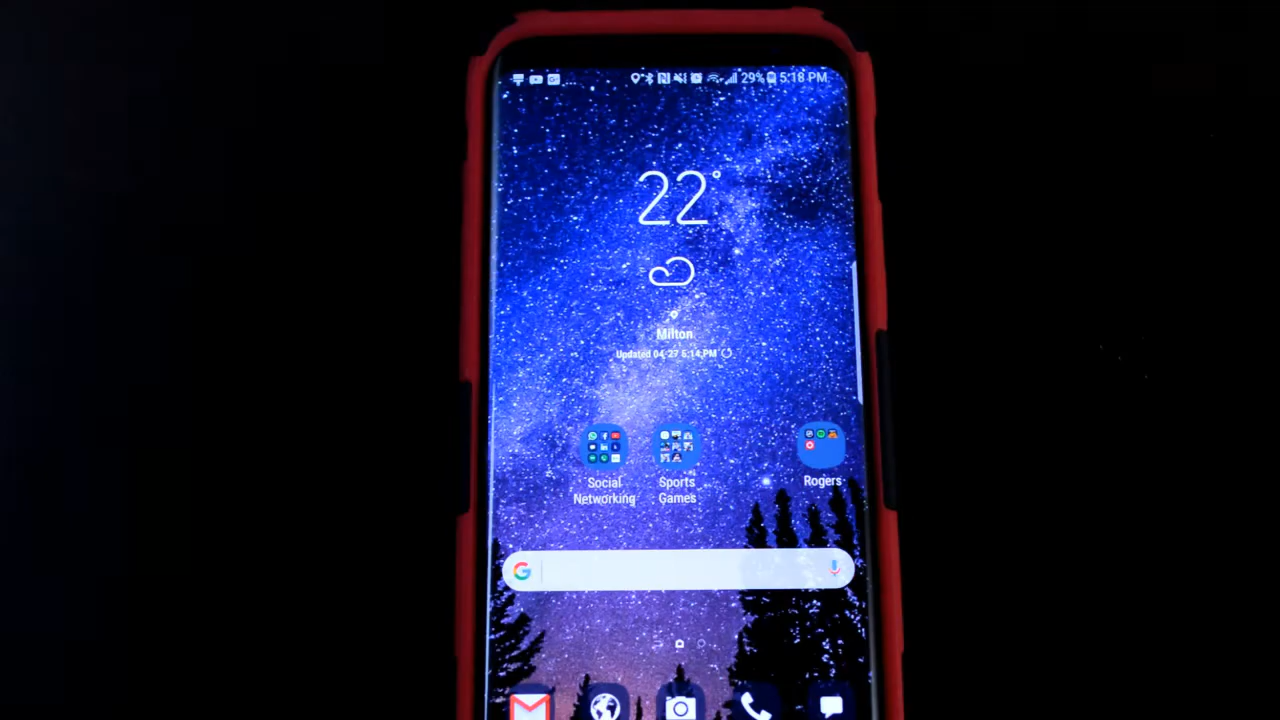 29% 5:18 PM
22°
Milton
Updated 04/27 5:14 PM
Social Networking
Sports Games
Rogers